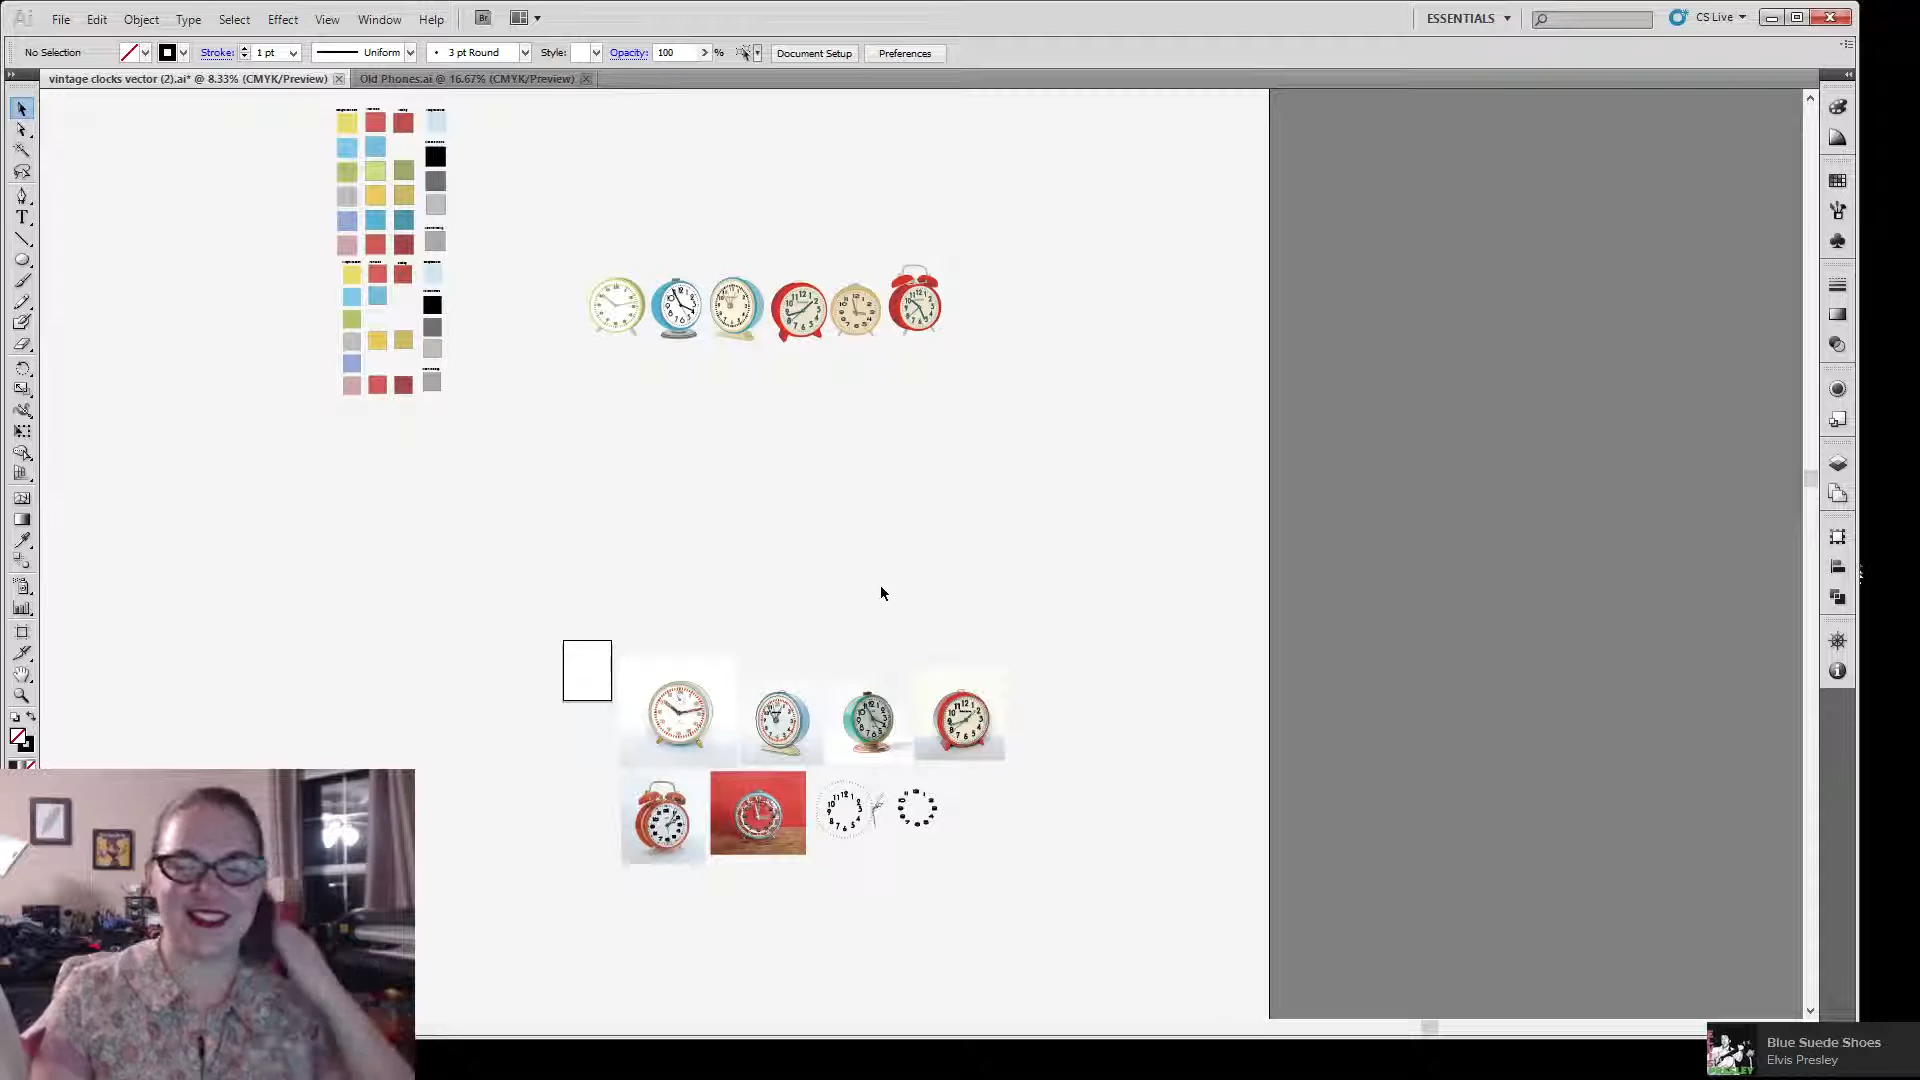 Ai File Edit Object Type Select Effect View Window Help Br ESSENTIALS CS Live
No Selection Stroke: 1 pt Uniform 3 pt Round Style: Opacity: 100 % Document Setup Preferences
vintage clocks vector (2).ai* @ 8.33% (CMYK/Preview) Old Phones.ai @ 16.67% (CMYK/Preview)
T
Blue Suede Shoes
Elvis Presley